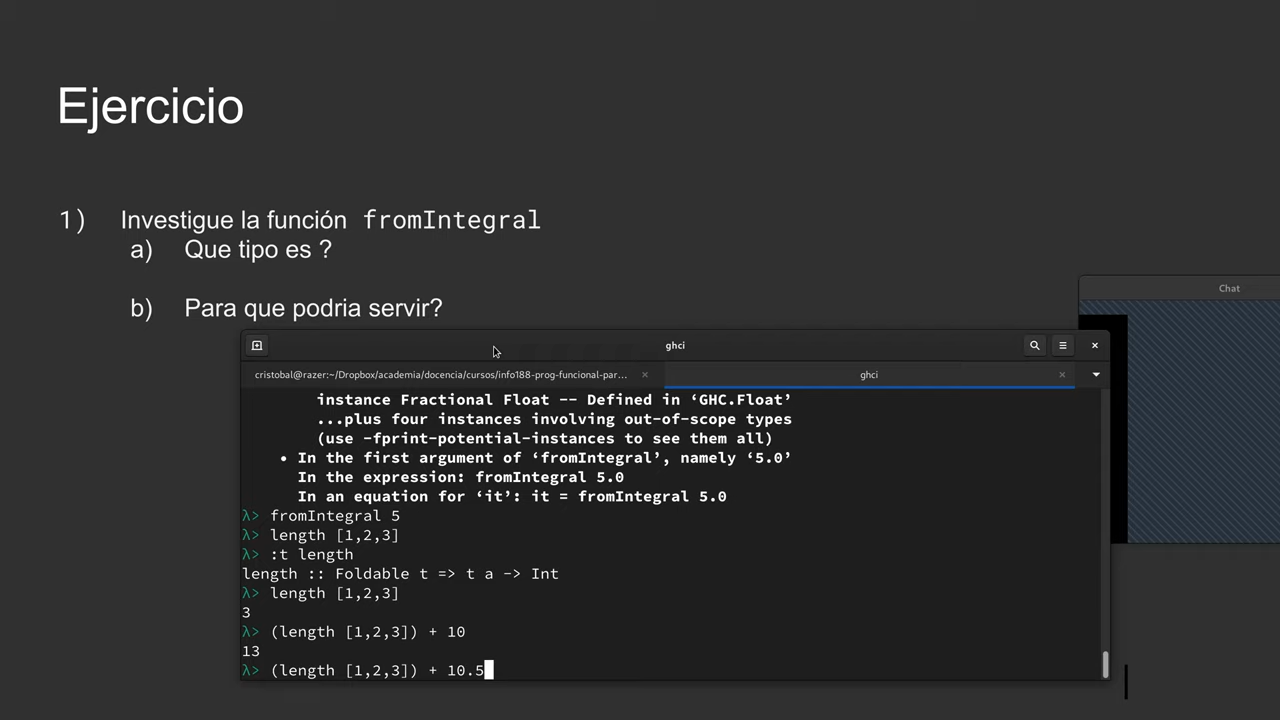 Ejercicio
1) Investigue la función fromIntegral
a) Que tipo es ?
b) Para que podria servir?
Chat
ghci
cristobal@razer:~/Dropbox/academia/docencia/cursos/info188-prog-funcional-par...
ghci
instance Fractional Float -- Defined in ‘GHC.Float’
...plus four instances involving out-of-scope types
(use -fprint-potential-instances to see them all)
• In the first argument of ‘fromIntegral’, namely ‘5.0’
In the expression: fromIntegral 5.0
In an equation for ‘it’: it = fromIntegral 5.0
λ> fromIntegral 5
λ> length [1,2,3]
λ> :t length
length :: Foldable t => t a -> Int
λ> length [1,2,3]
3
λ> (length [1,2,3]) + 10
13
λ> (length [1,2,3]) + 10.5